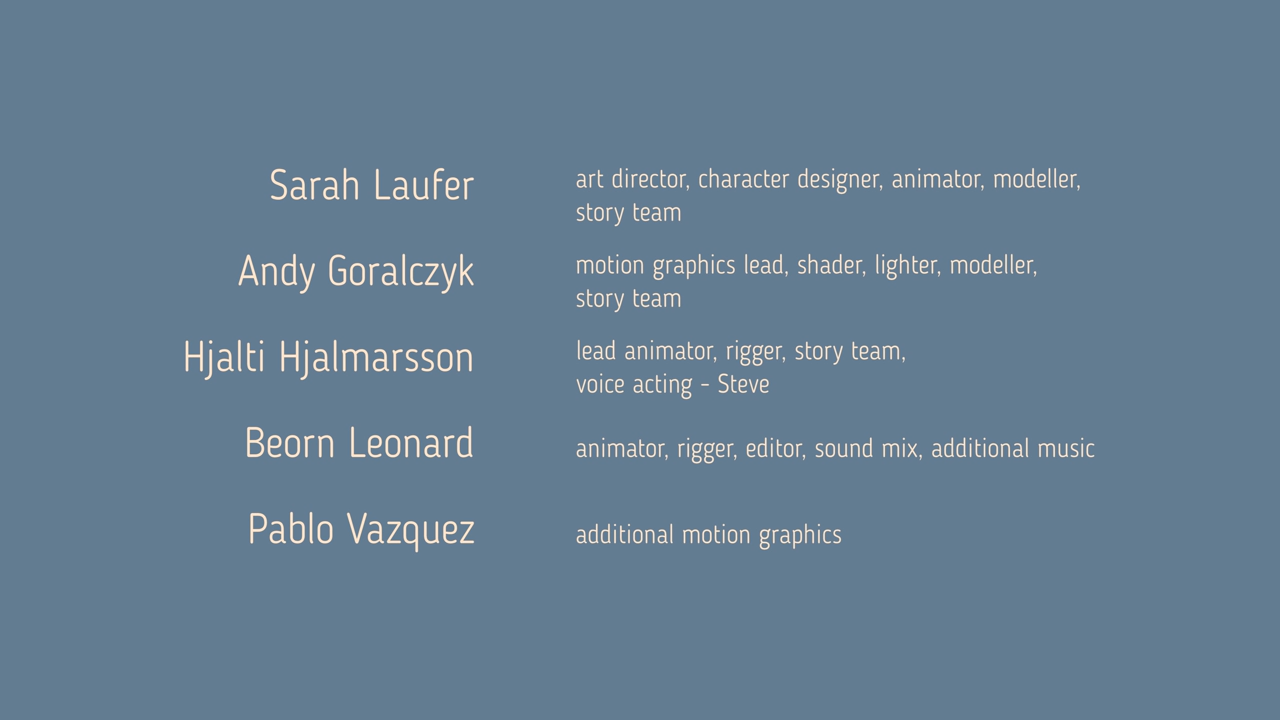 Sarah Laufer
art director, character designer, animator, modeller,
story team
Andy Goralczyk
motion graphics lead, shader, lighter, modeller,
story team
Hjalti Hjalmarsson
lead animator, rigger, story team,
voice acting - Steve
Beorn Leonard
animator, rigger, editor, sound mix, additional music
Pablo Vazquez
additional motion graphics